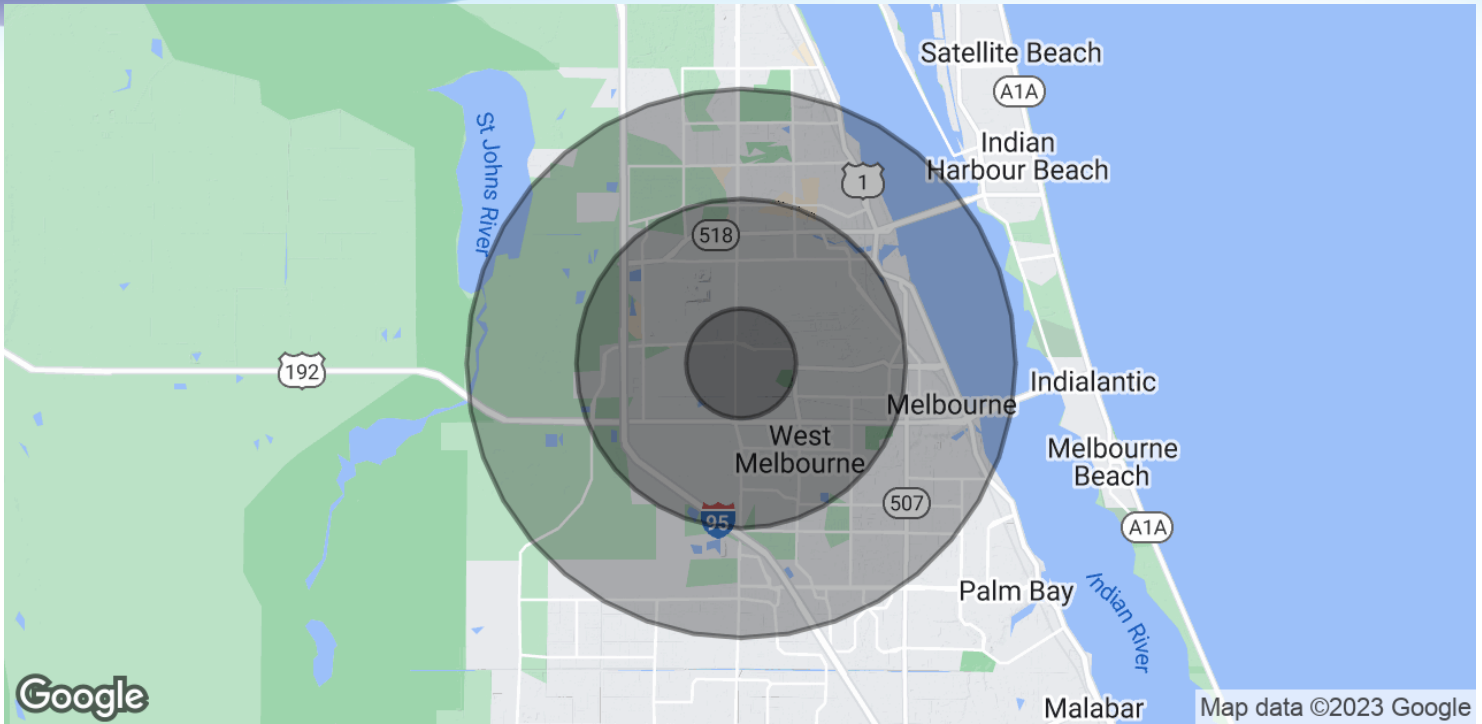 Satellite Beach
A1A
St Johns River
Indian
Harbour Beach
1
518
192
Indialantic
Melbourne
West
Melbourne
Melbourne
Beach
507
95
A1A
Palm Bay
Indian River
Google
Malabar
Map data ©2023 Google